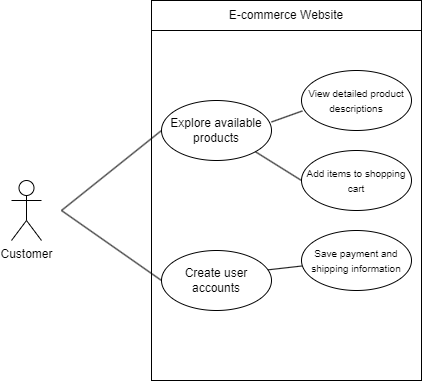 E-commerce Website
View detailed product
descriptions
Explore available
products
Add items to shopping
cart
Customer
Save payment and
shipping information
Create user
accounts